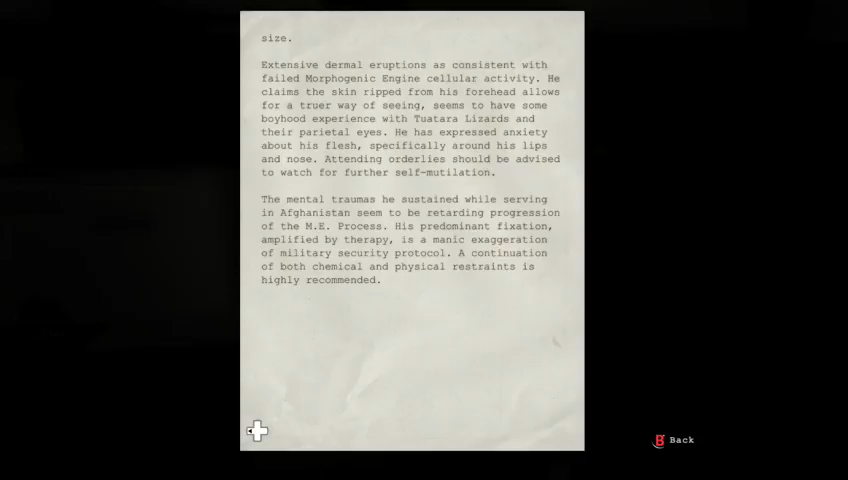 size.
Extensive dermal eruptions as consistent with
failed Morphogenic Engine cellular activity. He
claims the skin ripped from his forehead allows
for a truer way of seeing, seems to have some
boyhood experience with Tuatara Lizards and
their parietal eyes. He has expressed anxiety
about his flesh, specifically around his lips
and nose. Attending orderlies should be advised
to watch for further self-mutilation.
The mental traumas he sustained while serving
in Afghanistan seem to be retarding progression
of the M.E. Process. His predominant fixation,
amplified by therapy, is a manic exaggeration
of military security protocol. A continuation
of both chemical and physical restraints is
highly recommended.
B Back